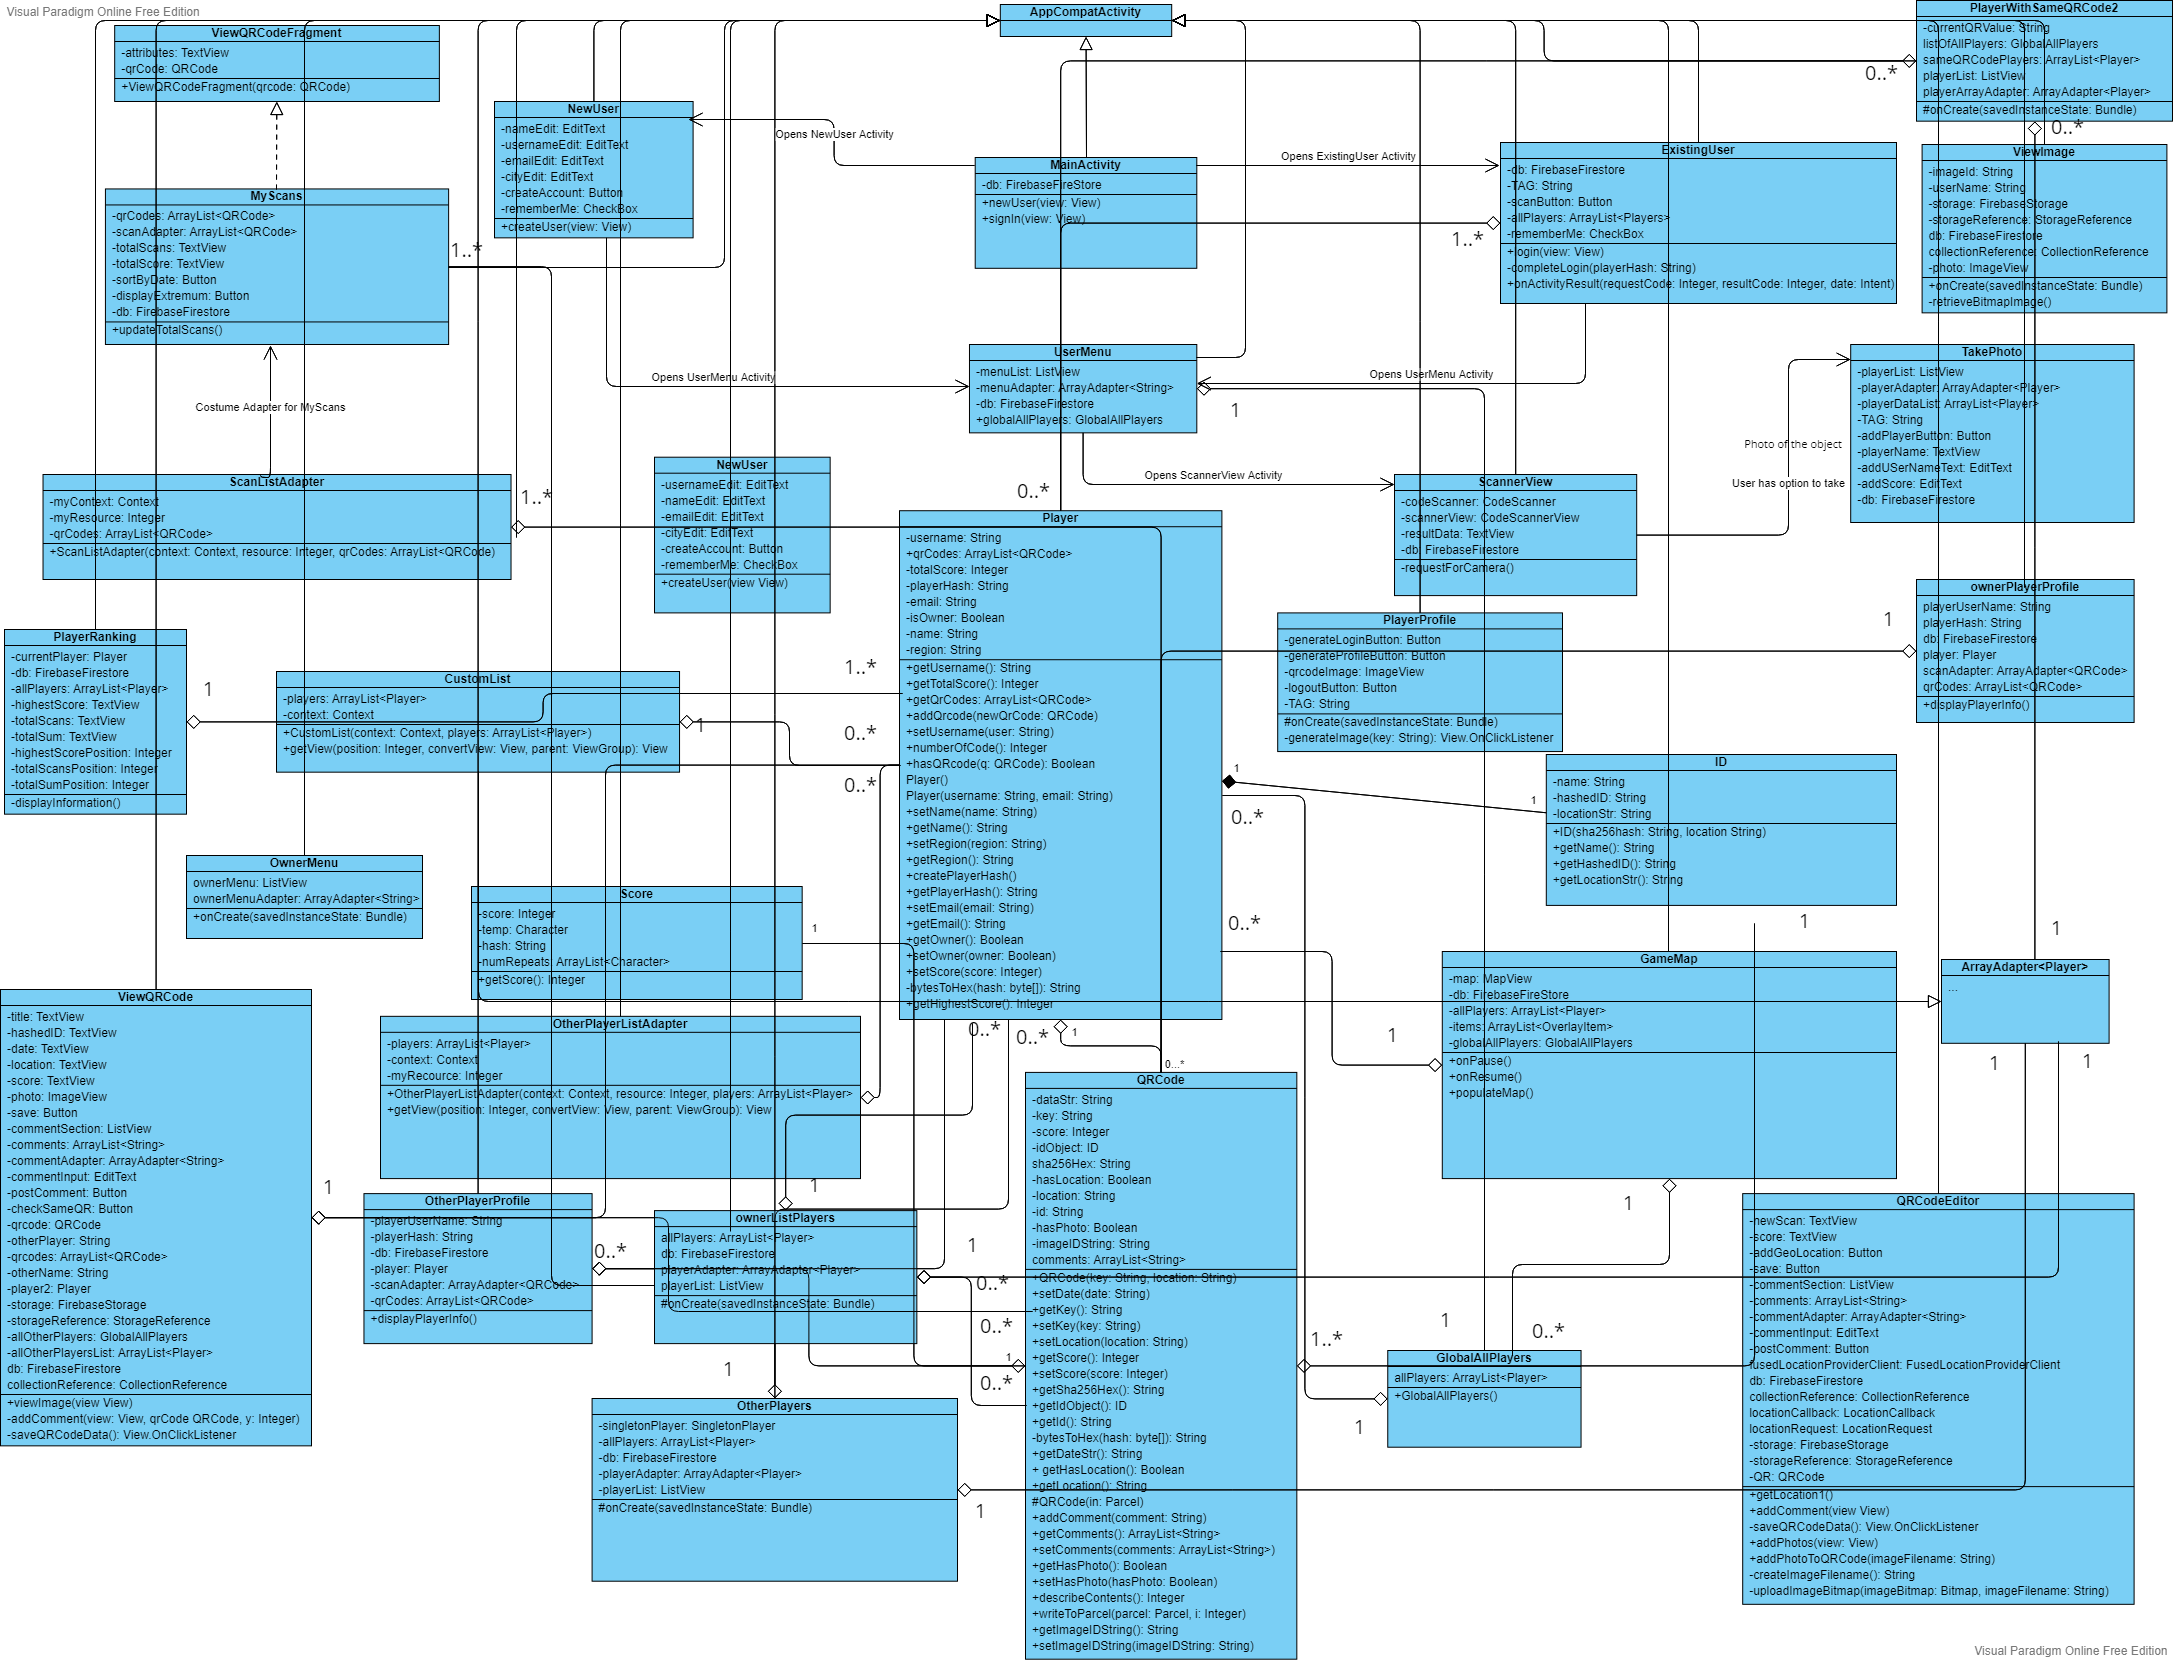 Visual Paradigm Online Free Edition
AppCompatActivity
PlayerWithSameQRCode2
-currentQRValue: String
listOfAllPlayers: GlobalAllPlayers
sameQRCodePlayers: ArrayList<Player>
playerList: ListView
playerArrayAdapter: ArrayAdapter<Player>
#onCreate(savedInstanceState: Bundle)
0..*
0..*
ViewQRCodeFragment
-attributes: TextView
-qrCode: QRCode
+ViewQRCodeFragment(qrcode: QRCode)
NewUser
-nameEdit: EditText
-usernameEdit: EditText
-emailEdit: EditText
-cityEdit: EditText
-createAccount: Button
-rememberMe: CheckBox
+createUser(view: View)
Opens NewUser Activity
MainActivity
-db: FirebaseFireStore
+newUser(view: View)
+signIn(view: View)
Opens ExistingUser Activity
ExistingUser
-db: FirebaseFirestore
-TAG: String
-scanButton: Button
-allPlayers: ArrayList<Players>
-rememberMe: CheckBox
+login(view: View)
-completeLogin(playerHash: String)
+onActivityResult(requestCode: Integer, resultCode: Integer, date: Intent)
1..*
ViewImage
-imageId: String
-userName: String
-storage: FirebaseStorage
-storageReference: StorageReference
db: FirebaseFirestore
collectionReference: CollectionReference
-photo: ImageView
+onCreate(savedInstanceState: Bundle)
-retrieveBitmapImage()
MyScans
-qrCodes: ArrayList<QRCode>
-scanAdapter: ArrayList<QRCode>
-totalScans: TextView
-totalScore: TextView
-sortByDate: Button
-displayExtremum: Button
-db: FirebaseFirestore
+updateTotalScans()
1..*
Opens UserMenu Activity
UserMenu
-menuList: ListView
-menuAdapter: ArrayAdapter<String>
-db: FirebaseFirestore
+globalAllPlayers: GlobalAllPlayers
Opens UserMenu Activity
1
TakePhoto
-playerList: ListView
-playerAdapter: ArrayAdapter<Player>
-playerDataList: ArrayList<Player>
-TAG: String
-addPlayerButton: Button
-playerName: TextView
-addUSerNameText: EditText
-addScore: EditText
-db: FirebaseFirestore
Photo of the object
User has option to take
Costume Adapter for MyScans
ScanListAdapter
-myContext: Context
-myResource: Integer
-qrCodes: ArrayList<QRCode>
+ScanListAdapter(context: Context, resource: Integer, qrCodes: ArrayList<QRCode)
1..*
NewUser
-usernameEdit: EditText
-nameEdit: EditText
-emailEdit: EditText
-cityEdit: EditText
-createAccount: Button
-rememberMe: CheckBox
+createUser(view View)
Opens ScannerView Activity
ScannerView
-codeScanner: CodeScanner
-scannerView: CodeScannerView
-resultData: TextView
-db: FirebaseFirestore
-requestForCamera()
0..*
Player
-username: String
+qrCodes: ArrayList<QRCode>
-totalScore: Integer
-playerHash: String
-email: String
-isOwner: Boolean
-name: String
-region: String
+getUsername(): String
+getTotalScore(): Integer
+getQrCodes: ArrayList<QRCode>
+addQrcode(newQrCode: QRCode)
+setUsername(user: String)
+numberOfCode(): Integer
+hasQRcode(q: QRCode): Boolean
Player()
Player(username: String, email: String)
+setName(name: String)
+getName(): String
+setRegion(region: String)
+getRegion(): String
+createPlayerHash()
+getPlayerHash(): String
+setEmail(email: String)
+getEmail(): String
+getOwner(): Boolean
+setOwner(owner: Boolean)
+setScore(score: Integer)
-bytesToHex(hash: byte[]): String
+getHighestScore(): Integer
1..*
0..*
0..*
0..*
0..*
0..*
0..*
1
0...*
PlayerProfile
-generateLoginButton: Button
-generateProfileButton: Button
-qrcodeImage: ImageView
-logoutButton: Button
-TAG: String
#onCreate(savedInstanceState: Bundle)
-generateImage(key: String): View.OnClickListener
ownerPlayerProfile
playerUserName: String
playerHash: String
db: FirebaseFirestore
player: Player
scanAdapter: ArrayAdapter<QRCode>
qrCodes: ArrayList<QRCode>
+displayPlayerInfo()
1
PlayerRanking
-currentPlayer: Player
-db: FirebaseFirestore
-allPlayers: ArrayList<Player>
-highestScore: TextView
-totalScans: TextView
-totalSum: TextView
-highestScorePosition: Integer
-totalScansPosition: Integer
-totalSumPosition: Integer
-displayInformation()
1
CustomList
-players: ArrayList<Player>
-context: Context
+CustomList(context: Context, players: ArrayList<Player>)
+getView(position: Integer, convertView: View, parent: ViewGroup): View
1
ID
-name: String
-hashedID: String
-locationStr: String
+ID(sha256hash: String, location String)
+getName(): String
+getHashedID(): String
+getLocationStr(): String
1
1
1
OwnerMenu
ownerMenu: ListView
ownerMenuAdapter: ArrayAdapter<String>
+onCreate(savedInstanceState: Bundle)
Score
-score: Integer
-temp: Character
-hash: String
-numRepeats: ArrayList<Character>
+getScore(): Integer
1
GameMap
-map: MapView
-db: FirebaseFireStore
-allPlayers: ArrayList<Player>
-items: ArrayList<OverlayItem>
-globalAllPlayers: GlobalAllPlayers
+onPause()
+onResume()
+populateMap()
1
1
1
ArrayAdapter<Player>
...
1
1
ViewQRCode
-title: TextView
-hashedID: TextView
-date: TextView
-location: TextView
-score: TextView
-photo: ImageView
-save: Button
-commentSection: ListView
-comments: ArrayList<String>
-commentAdapter: ArrayAdapter<String>
-commentInput: EditText
-postComment: Button
-checkSameQR: Button
-qrcode: QRCode
-otherPlayer: String
-qrcodes: ArrayList<QRCode>
-otherName: String
-player2: Player
-storage: FirebaseStorage
-storageReference: StorageReference
-allOtherPlayers: GlobalAllPlayers
-allOtherPlayersList: ArrayList<Player>
db: FirebaseFirestore
collectionReference: CollectionReference
+viewImage(view View)
-addComment(view: View, qrCode QRCode, y: Integer)
-saveQRCodeData(): View.OnClickListener
1
OtherPlayerListAdapter
-players: ArrayList<Player>
-context: Context
-myRecource: Integer
+OtherPlayerListAdapter(context: Context, resource: Integer, players: ArrayList<Player>)
+getView(position: Integer, convertView: View, parent: ViewGroup): View
OtherPlayerProfile
-playerUserName: String
-playerHash: String
-db: FirebaseFirestore
-player: Player
-scanAdapter: ArrayAdapter<QRCode>
-qrCodes: ArrayList<QRCode>
+displayPlayerInfo()
0..*
1
ownerListPlayers
allPlayers: ArrayList<Player>
db: FirebaseFirestore
playerAdapter: ArrayAdapter<Player>
playerList: ListView
#onCreate(savedInstanceState: Bundle)
1
0..*
0..*
1
0..*
QRCode
-dataStr: String
-key: String
-score: Integer
-idObject: ID
sha256Hex: String
-hasLocation: Boolean
-location: String
-id: String
-hasPhoto: Boolean
-imageIDString: String
comments: ArrayList<String>
+QRCode(key: String, location: String)
+setDate(date: String)
+getKey(): String
+setKey(key: String)
+setLocation(location: String)
+getScore(): Integer
+setScore(score: Integer)
+getSha256Hex(): String
+getIdObject(): ID
+getId(): String
-bytesToHex(hash: byte[]): String
+getDateStr(): String
+ getHasLocation(): Boolean
+getLocation(): String
#QRCode(in: Parcel)
+addComment(comment: String)
+getComments(): ArrayList<String>
+setComments(comments: ArrayList<String>)
+getHasPhoto(): Boolean
+setHasPhoto(hasPhoto: Boolean)
+describeContents(): Integer
+writeToParcel(parcel: Parcel, i: Integer)
+getImageIDString(): String
+setImageIDString(imageIDString: String)
1..*
1
0..*
GlobalAllPlayers
allPlayers: ArrayList<Player>
+GlobalAllPlayers()
1
QRCodeEditor
-newScan: TextView
-score: TextView
-addGeoLocation: Button
-save: Button
-commentSection: ListView
-comments: ArrayList<String>
-commentAdapter: ArrayAdapter<String>
-commentInput: EditText
-postComment: Button
fusedLocationProviderClient: FusedLocationProviderClient
db: FirebaseFirestore
collectionReference: CollectionReference
locationCallback: LocationCallback
locationRequest: LocationRequest
-storage: FirebaseStorage
-storageReference: StorageReference
-QR: QRCode
+getLocation1()
+addComment(view View)
-saveQRCodeData(): View.OnClickListener
+addPhotos(view: View)
+addPhotoToQRCode(imageFilename: String)
-createImageFilename(): String
-uploadImageBitmap(imageBitmap: Bitmap, imageFilename: String)
1
OtherPlayers
-singletonPlayer: SingletonPlayer
-allPlayers: ArrayList<Player>
-db: FirebaseFirestore
-playerAdapter: ArrayAdapter<Player>
-playerList: ListView
#onCreate(savedInstanceState: Bundle)
1
Visual Paradigm Online Free Edition